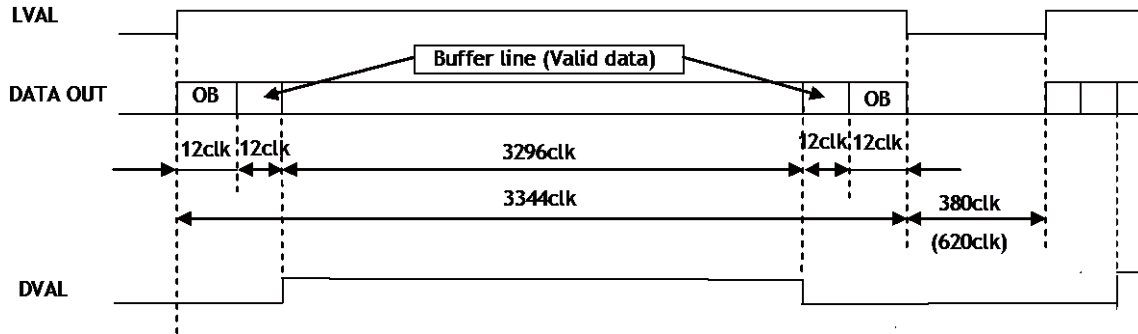 LVAL
Buffer line (Valid data)
DATA OUT
OB
OB
12clk
12clk
3296clk
12clk
12clk
3344clk
380clk
(620clk)
DVAL